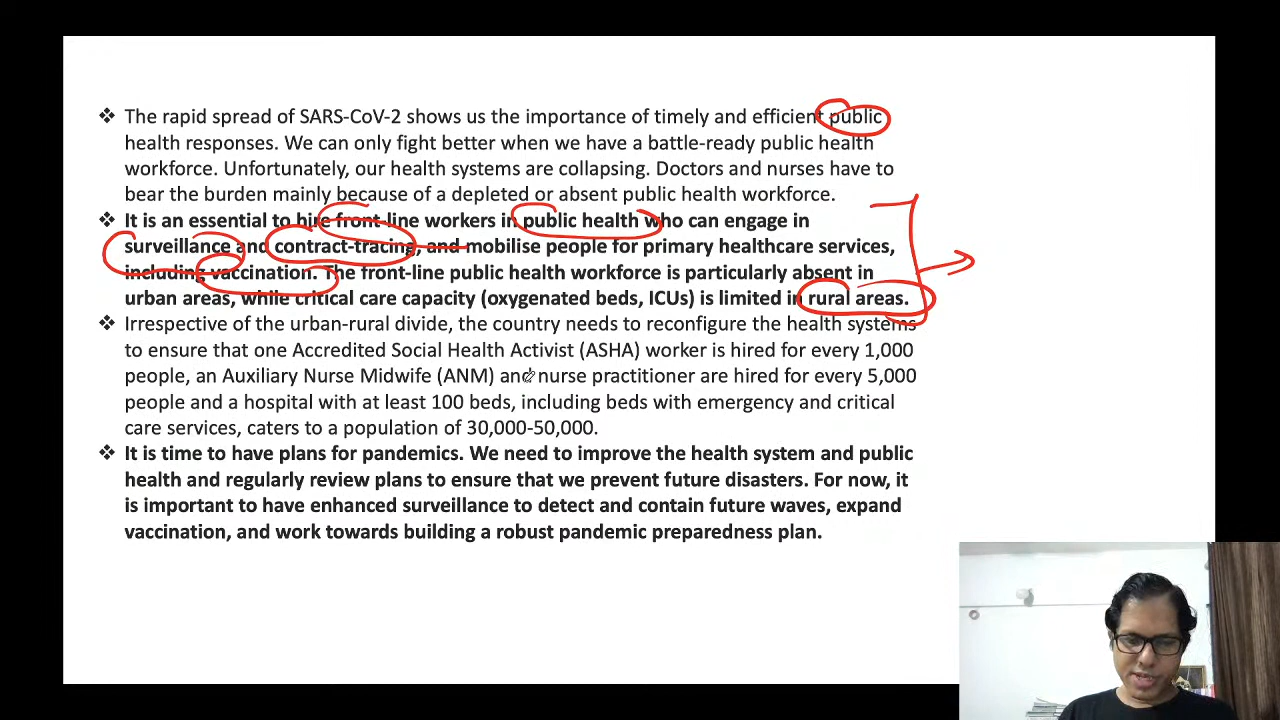 ❖ The rapid spread of SARS-CoV-2 shows us the importance of timely and efficient public
health responses. We can only fight better when we have a battle-ready public health
workforce. Unfortunately, our health systems are collapsing. Doctors and nurses have to
bear the burden mainly because of a depleted or absent public health workforce.
❖ It is an essential to hire front-line workers in public health who can engage in
surveillance and contract-tracing, and mobilise people for primary healthcare services,
including vaccination. The front-line public health workforce is particularly absent in
urban areas, while critical care capacity (oxygenated beds, ICUs) is limited in rural areas.
❖ Irrespective of the urban-rural divide, the country needs to reconfigure the health systems
to ensure that one Accredited Social Health Activist (ASHA) worker is hired for every 1,000
people, an Auxiliary Nurse Midwife (ANM) and nurse practitioner are hired for every 5,000
people and a hospital with at least 100 beds, including beds with emergency and critical
care services, caters to a population of 30,000-50,000.
❖ It is time to have plans for pandemics. We need to improve the health system and public
health and regularly review plans to ensure that we prevent future disasters. For now, it
is important to have enhanced surveillance to detect and contain future waves, expand
vaccination, and work towards building a robust pandemic preparedness plan.